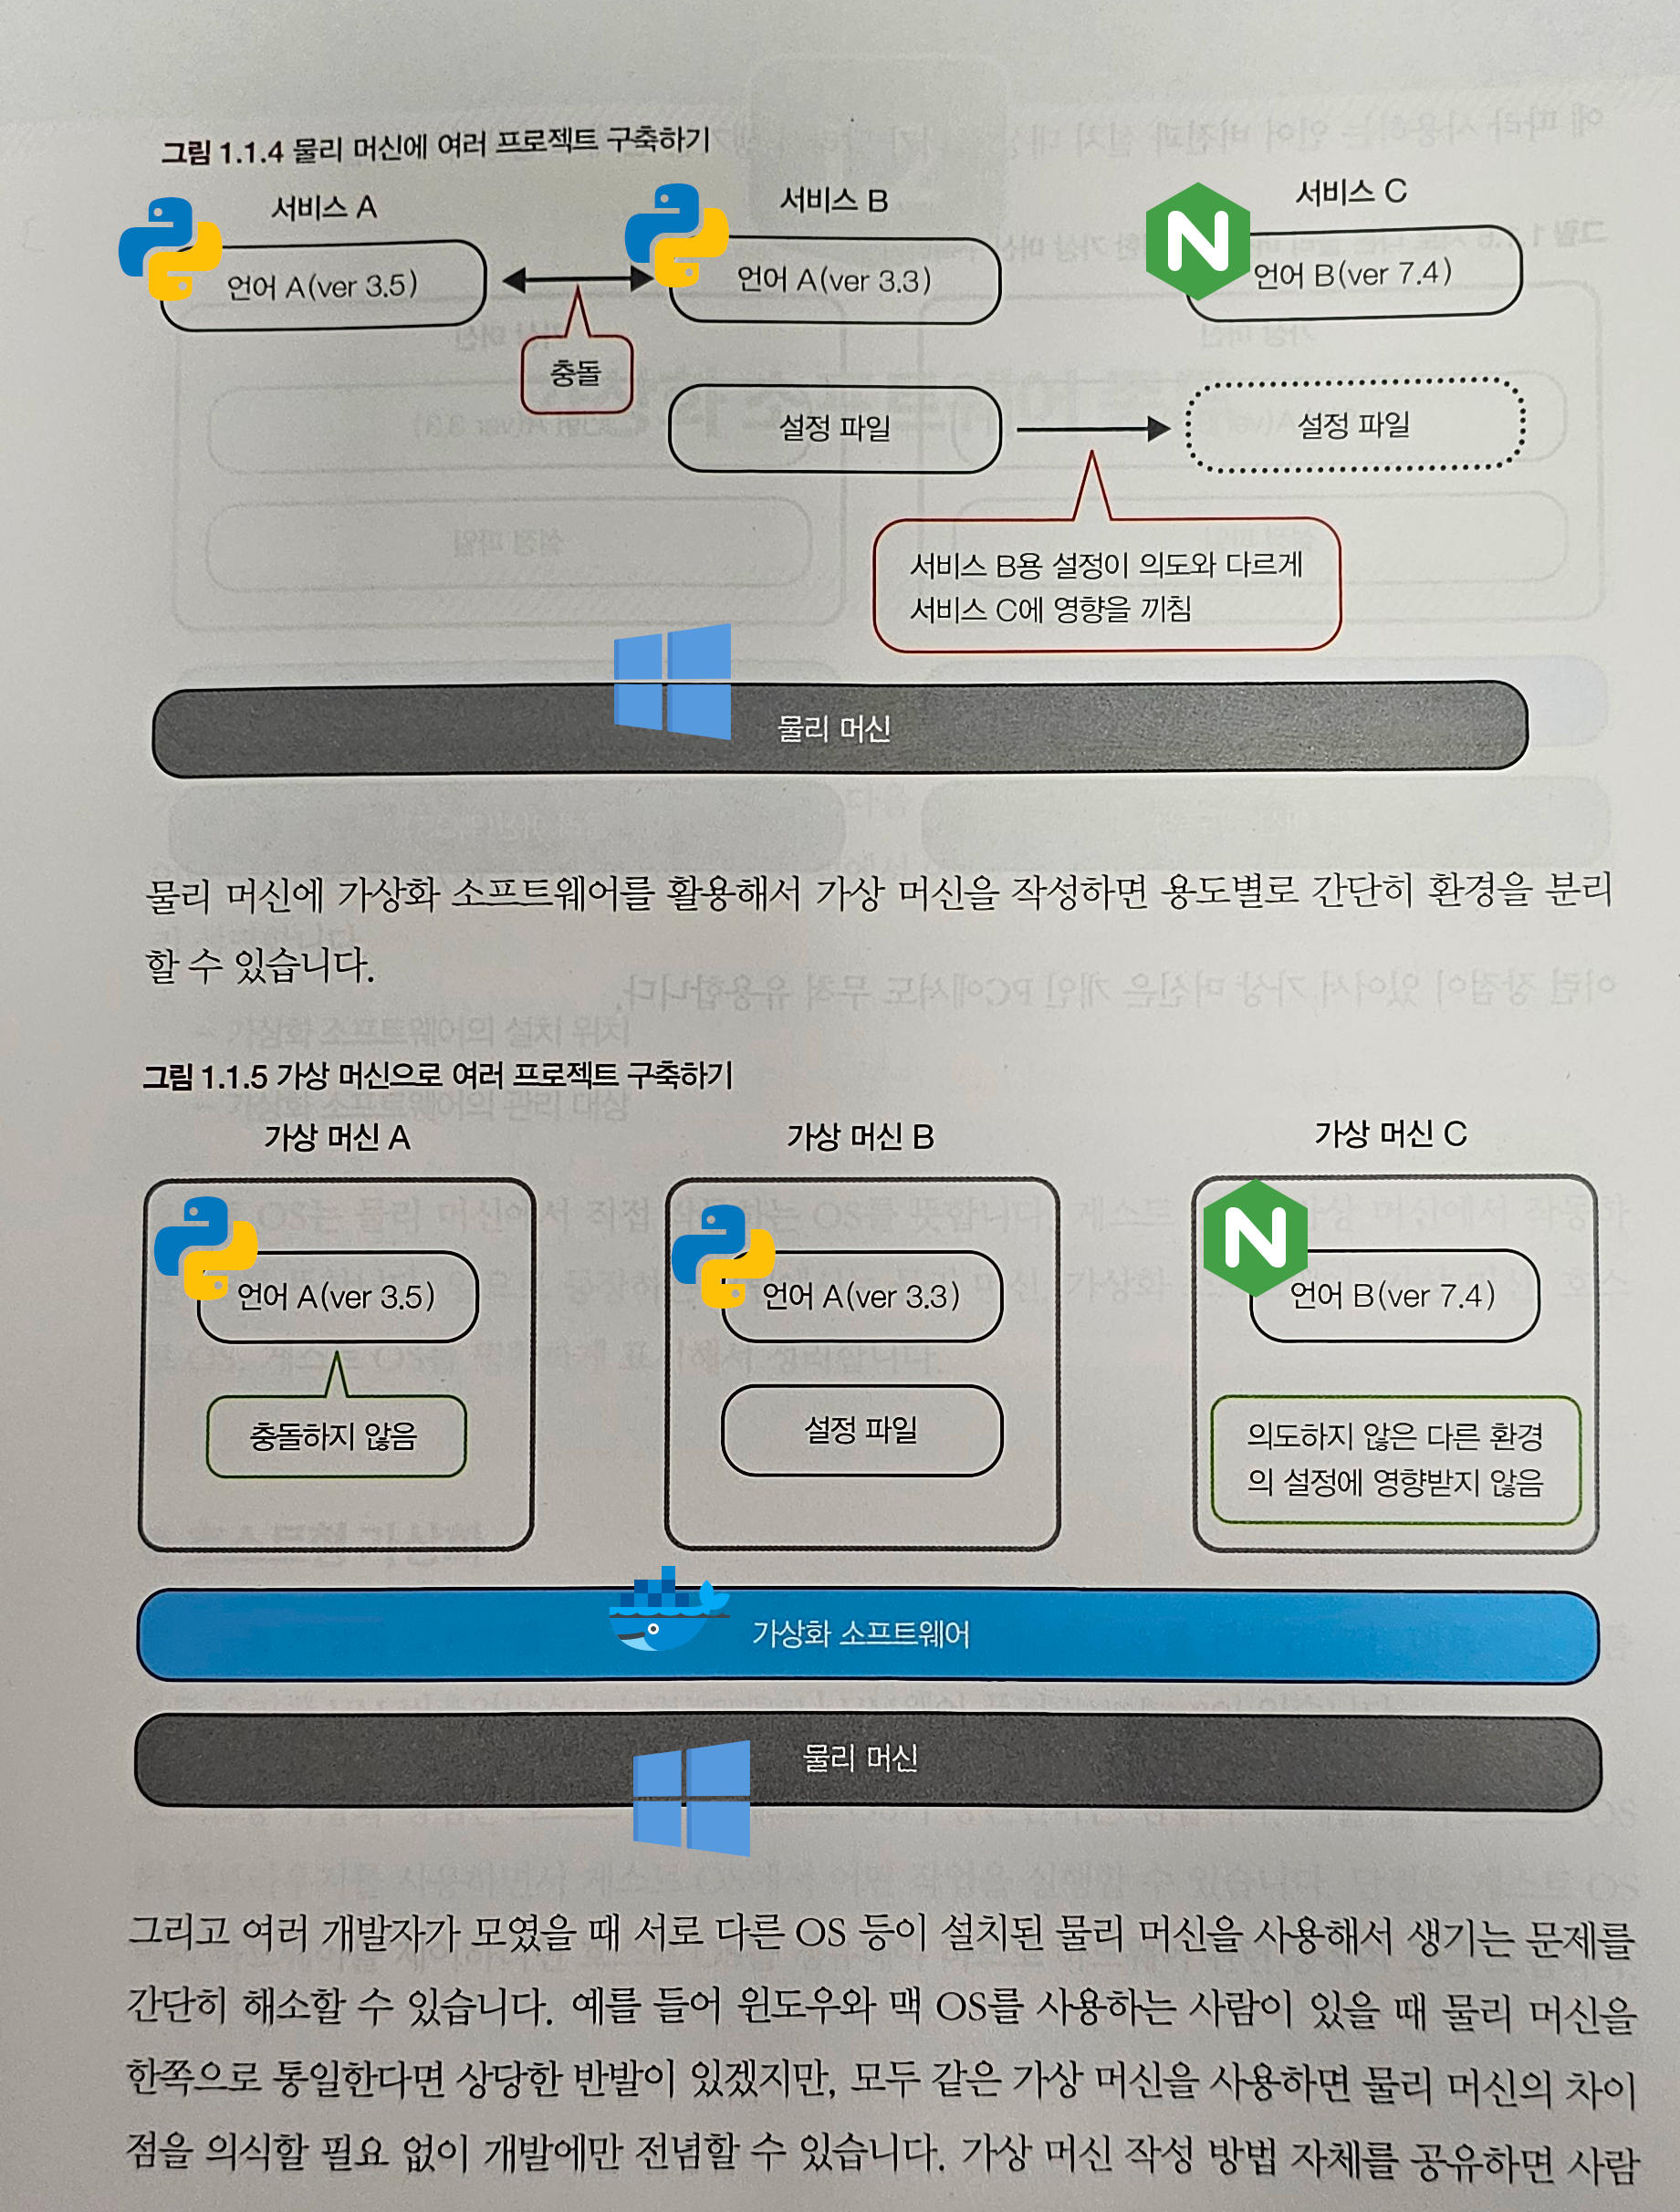 그림 1.1.4 물리 머신에 여러 프로젝트 구축하기
서비스 A
서비스 B
서비스 C
언어 A(ver 3.5)
언어 A(ver 3.3)
언어 B(ver 7.4)
충돌
설정 파일
설정 파일
서비스 B용 설정이 의도와 다르게
서비스 C에 영향을 끼침
물리 머신
물리 머신에 가상화 소프트웨어를 활용해서 가상 머신을 작성하면 용도별로 간단히 환경을 분리
할 수 있습니다.
그림 1.1.5 가상 머신으로 여러 프로젝트 구축하기
가상 머신 A
가상 머신 B
가상 머신 C
언어 A(ver 3.5)
언어 A(ver 3.3)
언어 B(ver 7.4)
충돌하지 않음
설정 파일
의도하지 않은 다른 환경
의 설정에 영향받지 않음
가상화 소프트웨어
물리 머신
그리고 여러 개발자가 모였을 때 서로 다른 OS 등이 설치된 물리 머신을 사용해서 생기는 문제를
간단히 해소할 수 있습니다. 예를 들어 윈도우와 맥 OS를 사용하는 사람이 있을 때 물리 머신을
한쪽으로 통일한다면 상당한 반발이 있겠지만, 모두 같은 가상 머신을 사용하면 물리 머신의 차이
점을 의식할 필요 없이 개발에만 전념할 수 있습니다. 가상 머신 작성 방법 자체를 공유하면 사람